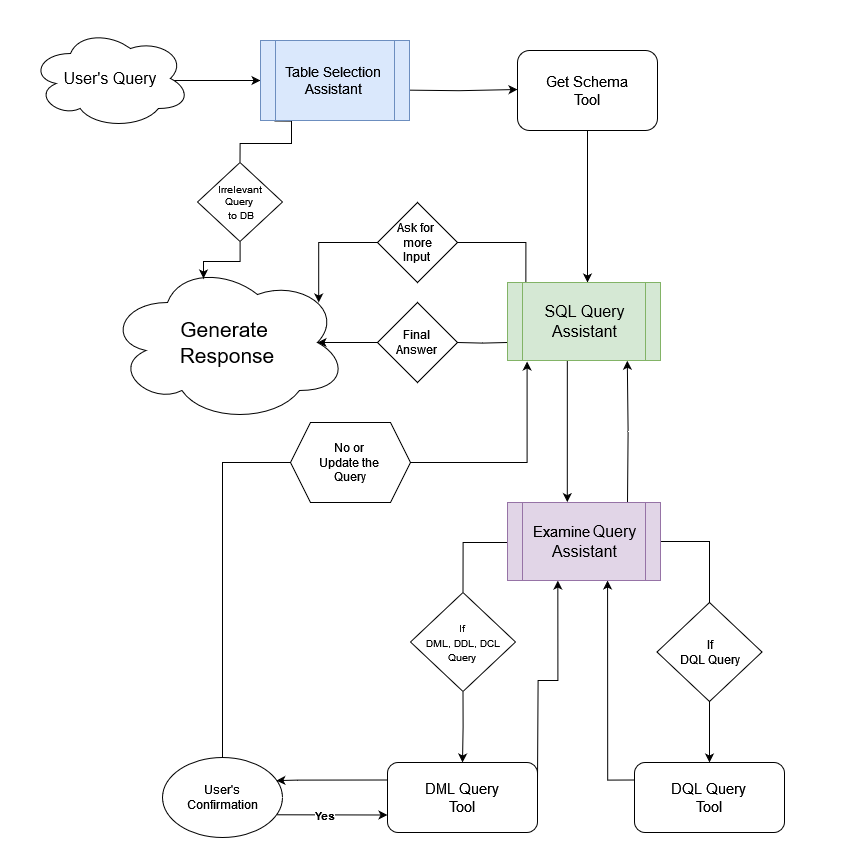 User's Query
Table Selection
Assistant
Get Schema
Tool
Irrelevant
Query
to DB
Ask for
more
Input
SQL Query
Assistant
Generate
Response
Final
Answer
No or
Update the
Query
Examine Query
Assistant
If
DML, DDL, DCL
Query
If
DQL Query
User's
Confirmation
Yes
DML Query
Tool
DQL Query
Tool